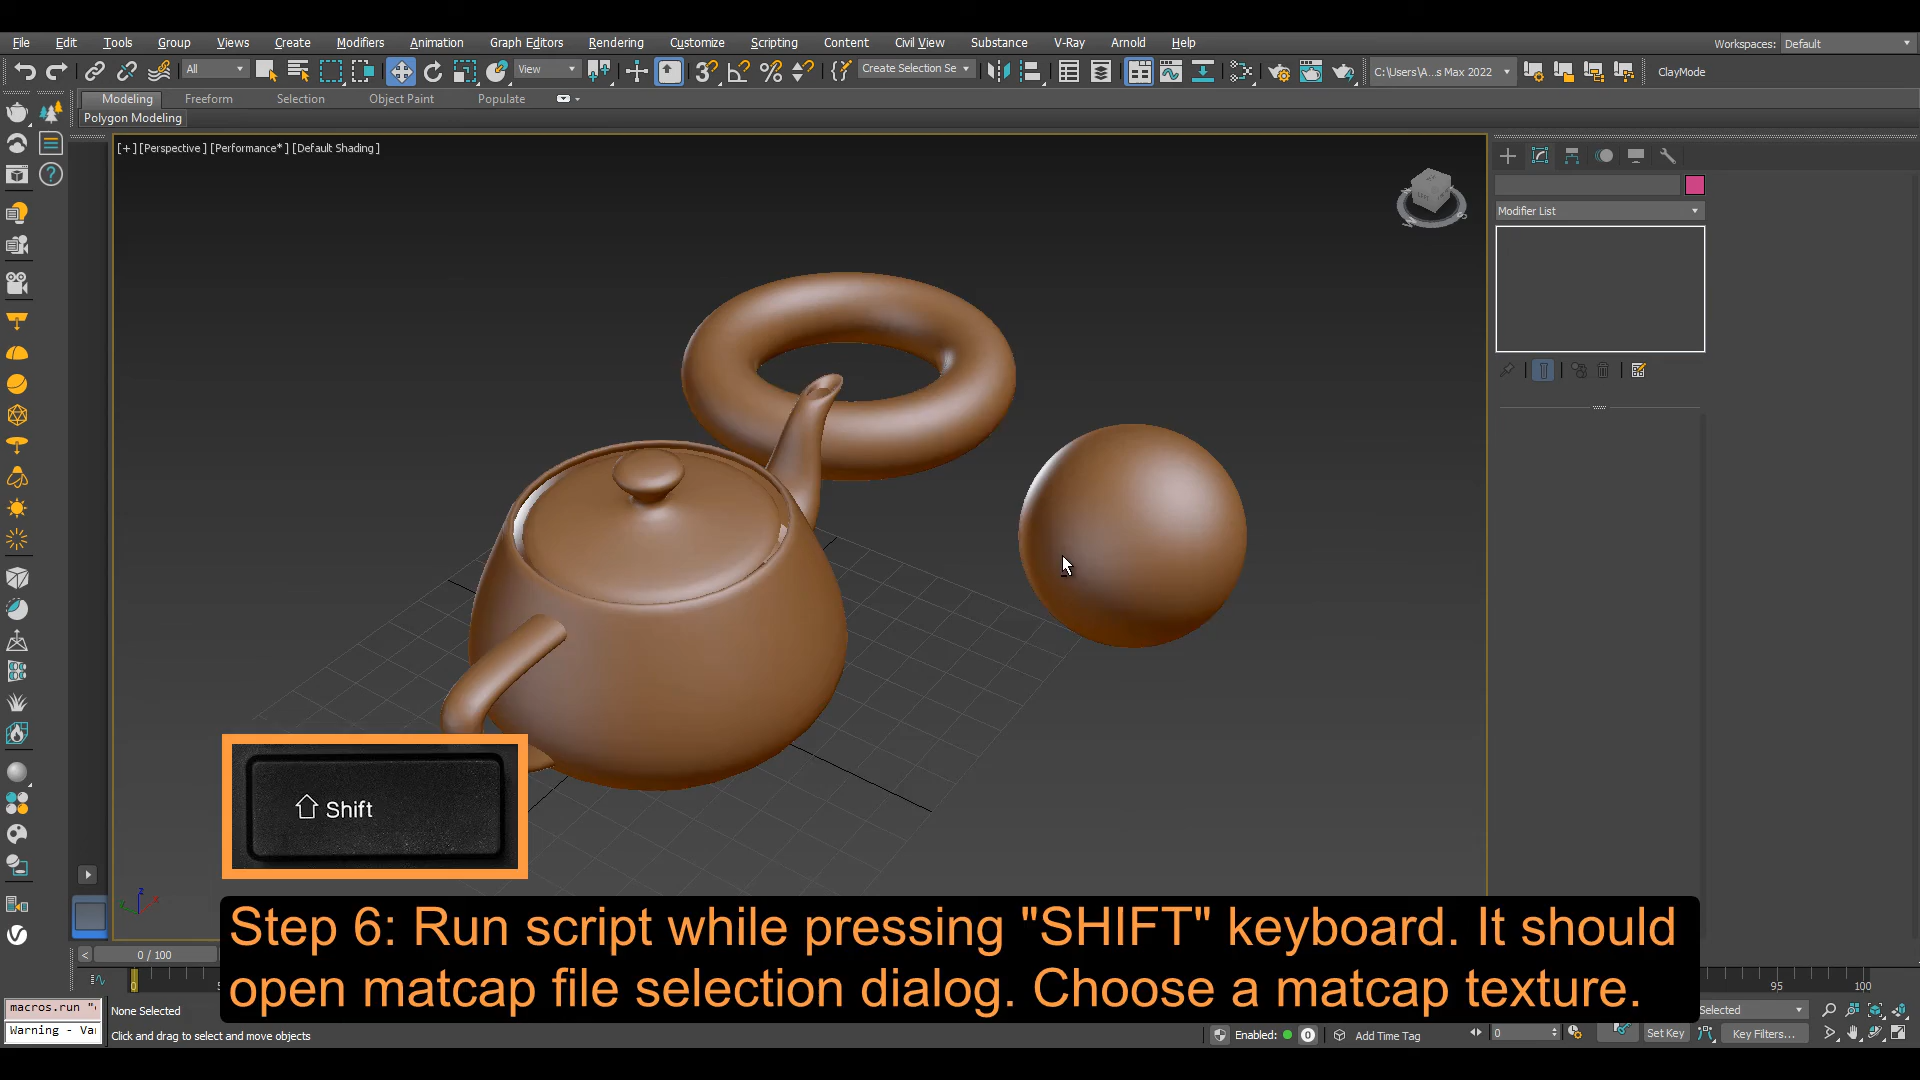 File Edit Tools Group Views Create Modifiers Animation Graph Editors Rendering Customize Scripting Content Civil View Substance V-Ray Arnold Help
Workspaces: Default
All
View
Create Selection Se
C:\Users\A...s Max 2022
ClayMode
Modeling Freeform Selection Object Paint Populate
Polygon Modeling
[+] [Perspective] [Performance*] [Default Shading]
Modifier List
Shift
Step 6: Run script while pressing "SHIFT" keyboard. It should
open matcap file selection dialog. Choose a matcap texture.
0 / 100
0
95 100
macros.run "
None Selected
Selected
Warning - Va
Click and drag to select and move objects
Enabled:
0
Add Time Tag
0
Set Key
Key Filters...